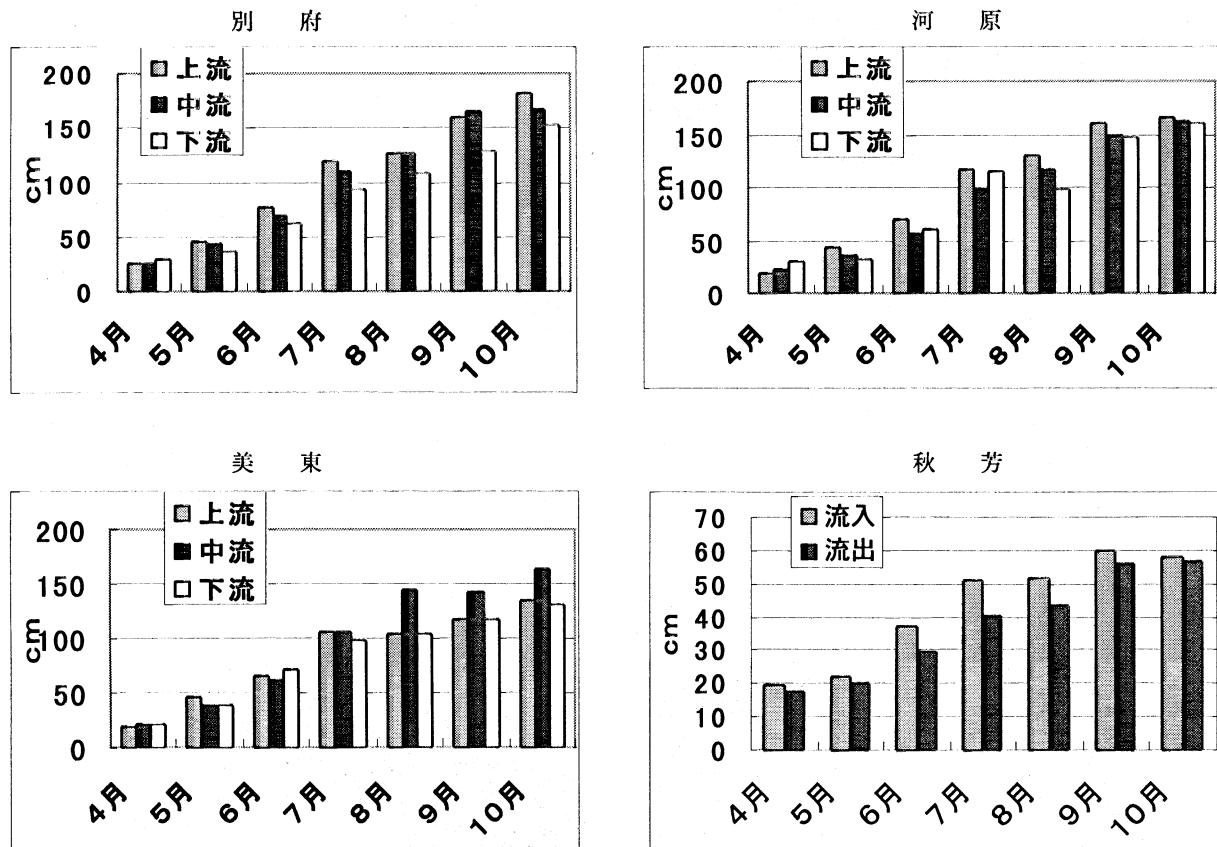 別 府
上流
中流
下流
200
150
100
50
0
cm
4月
5月
6月
7月
8月
9月
10月
河 原
上流
中流
下流
200
150
100
50
0
cm
4月
5月
6月
7月
8月
9月
10月
美 東
上流
中流
下流
200
150
100
50
0
cm
4月
5月
6月
7月
8月
9月
10月
秋 芳
流入
流出
70
60
50
40
30
20
10
0
cm
4月
5月
6月
7月
8月
9月
10月